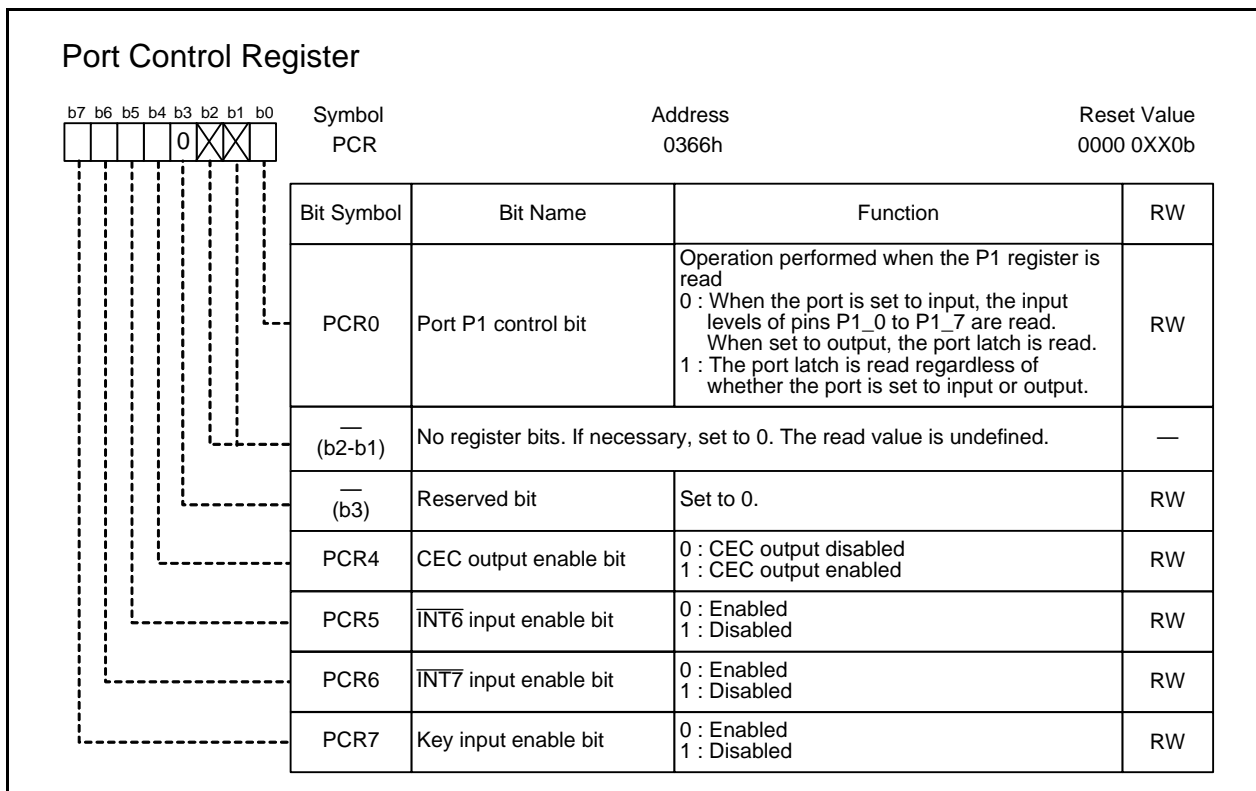 Port Control Register
b7 b6 b5 b4 b3 b2 b1 b0
0
Symbol Address Reset Value
PCR 0366h 0000 0XX0b
Bit Symbol Bit Name Function RW
PCR0 Port P1 control bit Operation performed when the P1 register is
read
0 : When the port is set to input, the input
levels of pins P1_0 to P1_7 are read.
When set to output, the port latch is read.
1 : The port latch is read regardless of
whether the port is set to input or output.
RW
—
(b2-b1)
No register bits. If necessary, set to 0. The read value is undefined.
—
—
(b3)
Reserved bit Set to 0. RW
PCR4 CEC output enable bit 0 : CEC output disabled
1 : CEC output enabled
RW
PCR5 INT6 input enable bit 0 : Enabled
1 : Disabled
RW
PCR6 INT7 input enable bit 0 : Enabled
1 : Disabled
RW
PCR7 Key input enable bit 0 : Enabled
1 : Disabled
RW